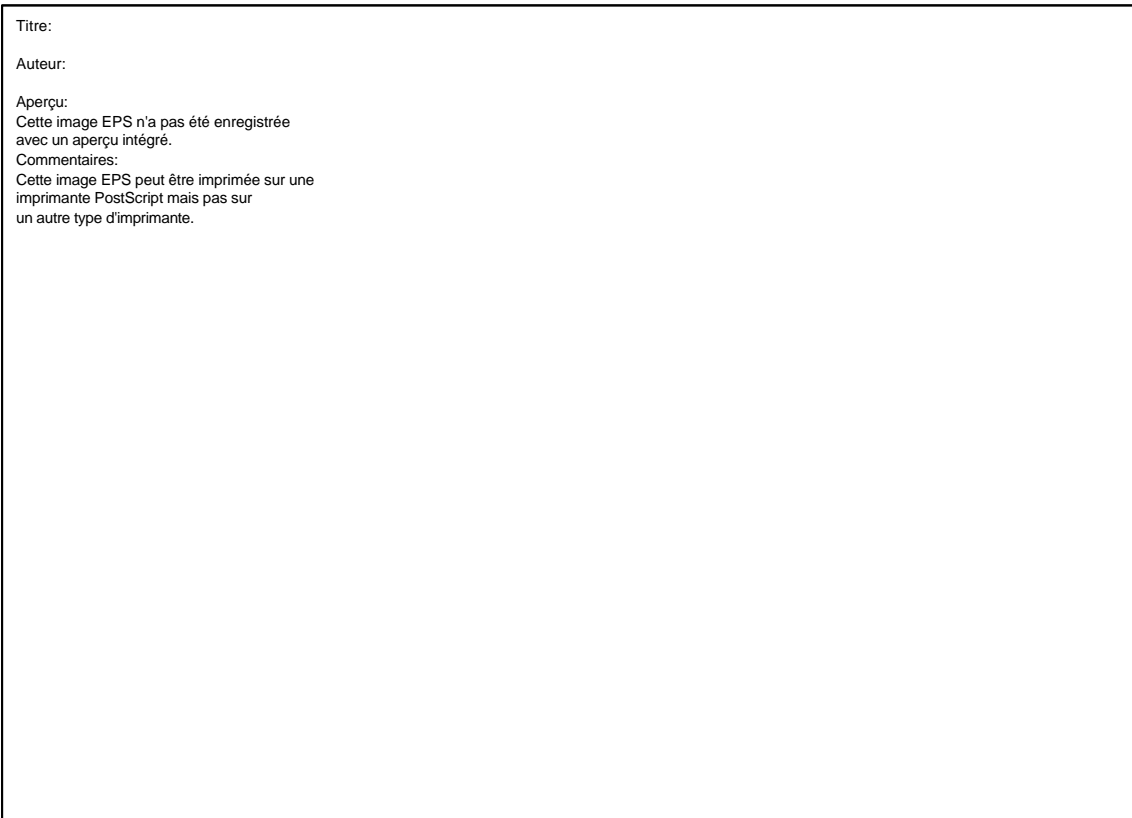 Titre:
Auteur:
Aperçu:
Cette image EPS n'a pas été enregistrée
avec un aperçu intégré.
Commentaires:
Cette image EPS peut être imprimée sur une
imprimante PostScript mais pas sur
un autre type d'imprimante.